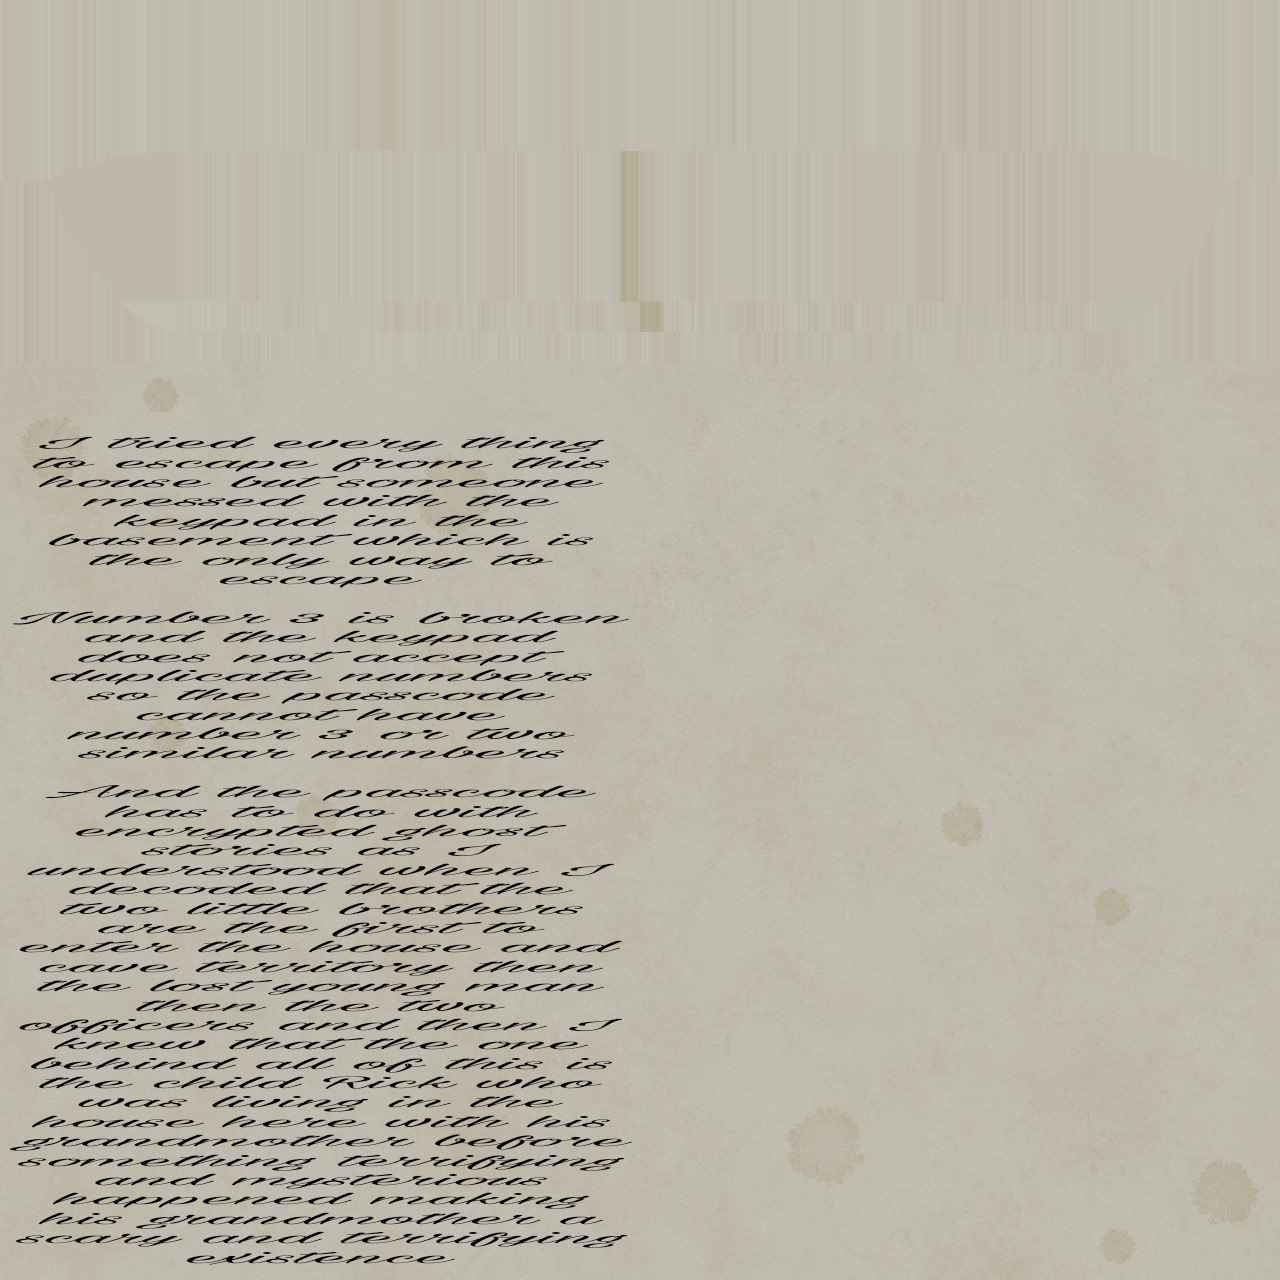 I tried every thing
to escape from this
house but someone
messed with the
keypad in the
basement which is
the only way to
escape
Number 3 is broken
and the keypad
does not accept
duplicate numbers
so the passcode
cannot have
number 3 or two
similar numbers
And the passcode
has to do with
encrypted ghost
stories as I
understood when I
decoded that the
two little brothers
are the first to
enter the house and
cave territory then
the lost young man
then the two
officers and then I
knew that the one
behind all of this is
the child Rick who
was living in the
house here with his
grandmother before
something terrifying
and mysterious
happened making
his grandmother a
scary and terrifying
existence